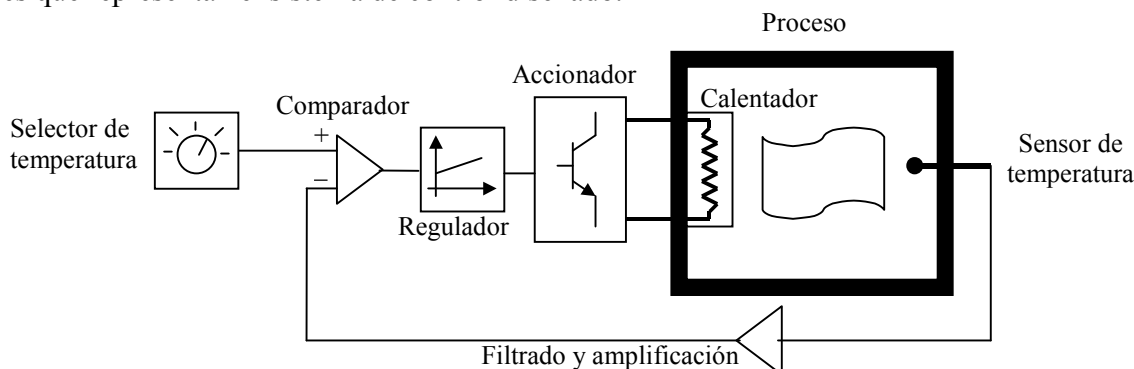 Proceso
Accionador
Comparador
Calentador
Selector de
temperatura
+
−
Sensor de
temperatura
Regulador
Filtrado y amplificación